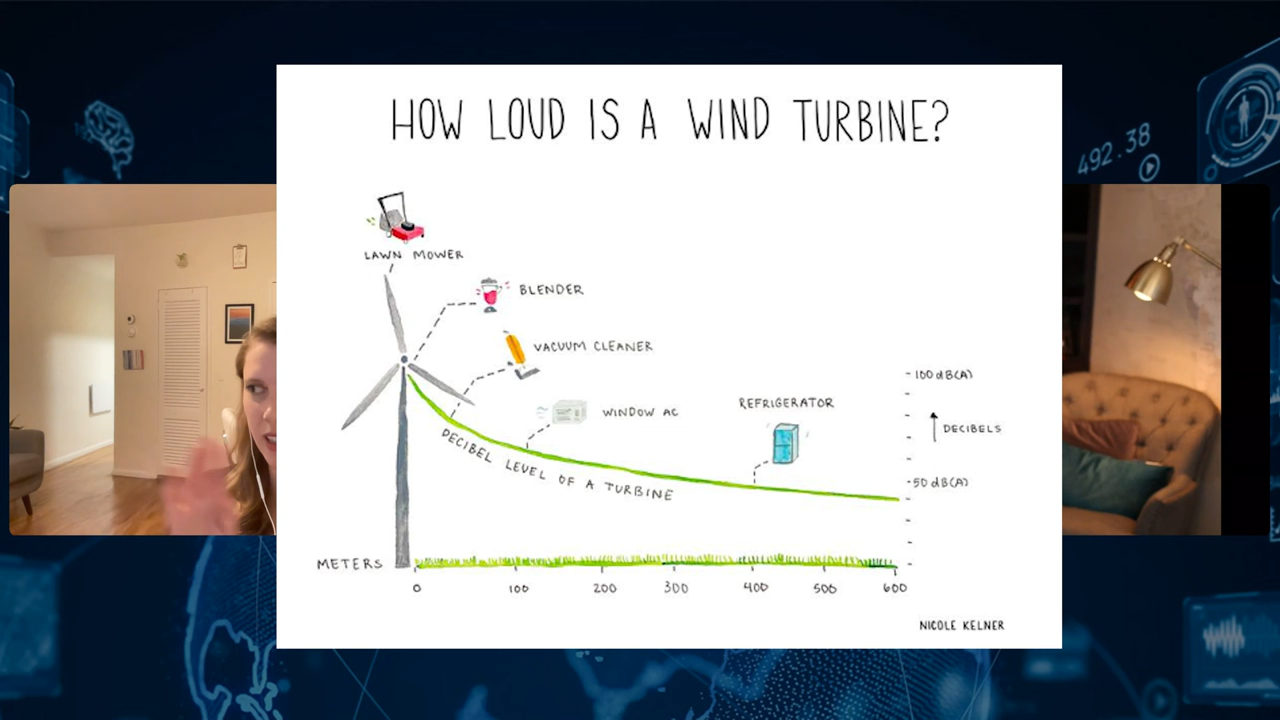 HOW LOUD IS A WIND TURBINE?
LAWN MOWER
BLENDER
VACUUM CLEANER
WINDOW AC
REFRIGERATOR
100 dB(A)
DECIBELS
50 dB(A)
DECIBEL LEVEL OF A TURBINE
METERS
0 100 200 300 400 500 600
NICOLE KELNER
492.38